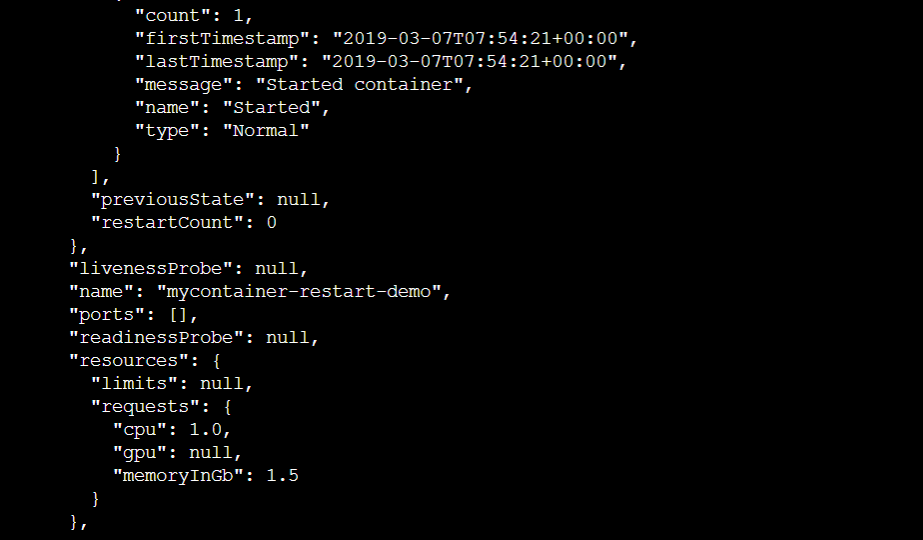 "count": 1,
"firstTimestamp": "2019-03-07T07:54:21+00:00",
"lastTimestamp": "2019-03-07T07:54:21+00:00",
"message": "Started container",
"name": "Started",
"type": "Normal"
}
],
"previousState": null,
"restartCount": 0
},
"livenessProbe": null,
"name": "mycontainer-restart-demo",
"ports": [],
"readinessProbe": null,
"resources": {
"limits": null,
"requests": {
"cpu": 1.0,
"gpu": null,
"memoryInGb": 1.5
}
},